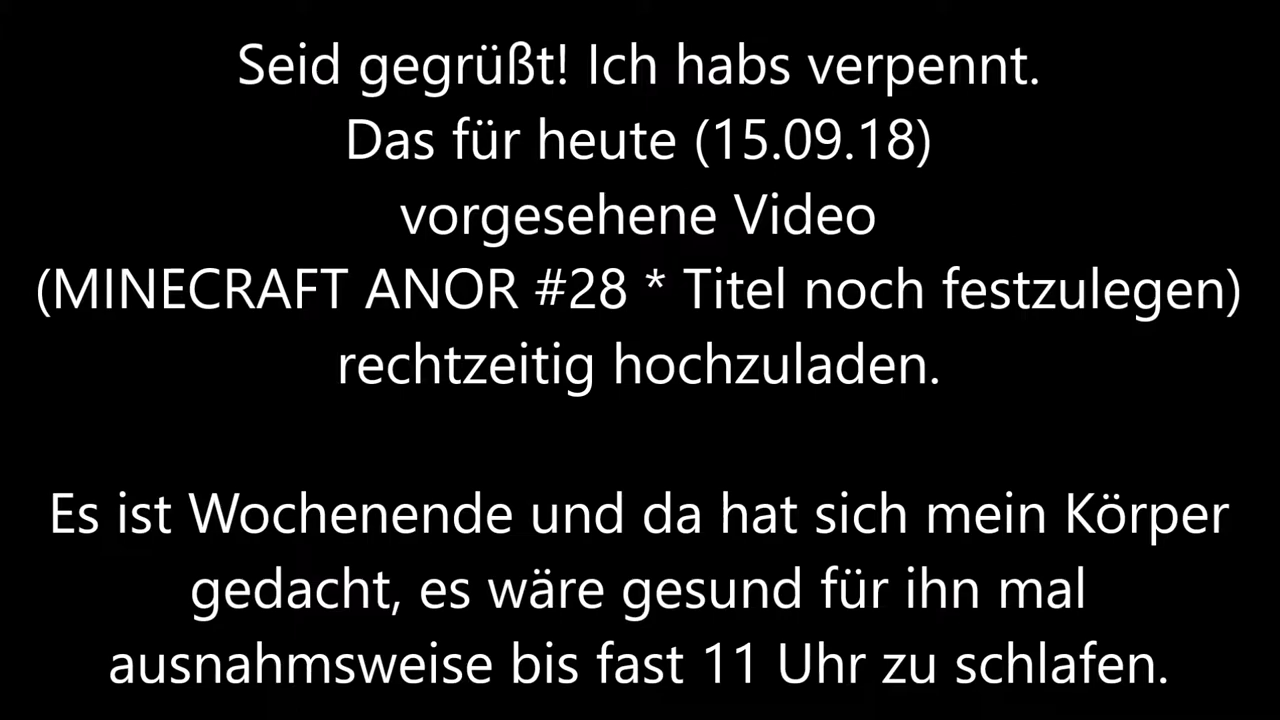 Seid gegrüßt! Ich habs verpennt.
Das für heute (15.09.18)
vorgesehene Video
(MINECRAFT ANOR #28 * Titel noch festzulegen)
rechtzeitig hochzuladen.
Es ist Wochenende und da hat sich mein Körper
gedacht, es wäre gesund für ihn mal
ausnahmsweise bis fast 11 Uhr zu schlafen.